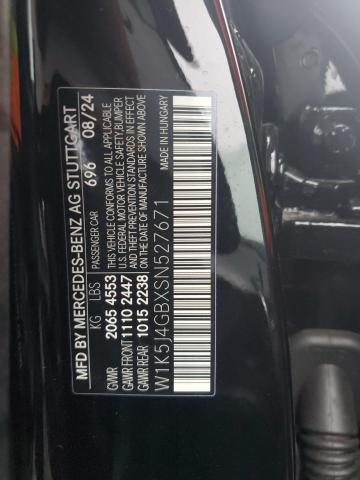 MFD BY MERCEDES-BENZ AG STUTTGART
PASSENGER CAR 696 08/24
KG LBS
GVWR 2065 4553
GAWR FRONT 1110 2447
GAWR REAR 1015 2238
THIS VEHICLE CONFORMS TO ALL APPLICABLE
U.S. FEDERAL MOTOR VEHICLE SAFETY, BUMPER
AND THEFT PREVENTION STANDARDS IN EFFECT
ON THE DATE OF MANUFACTURE SHOWN ABOVE
W1K5J4GBXSN527671
MADE IN HUNGARY